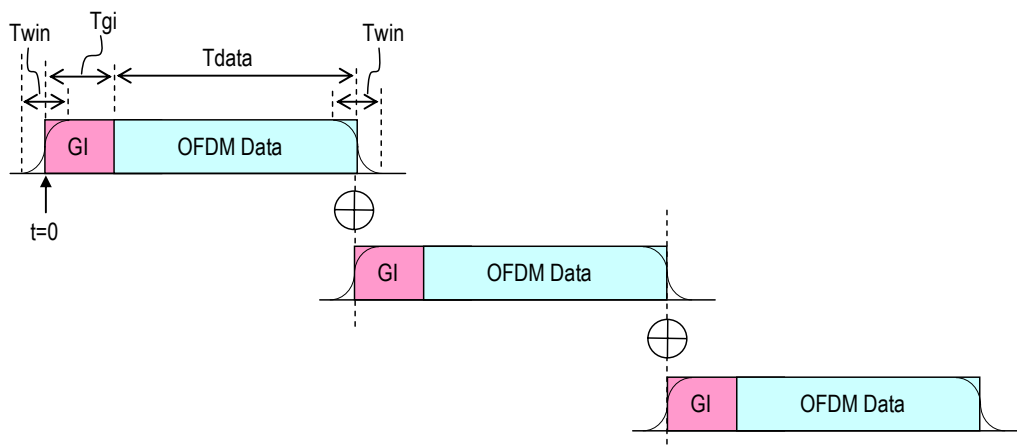 Tgi
Twin
Twin
Tdata
GI
OFDM Data
t=0
GI
OFDM Data
GI
OFDM Data